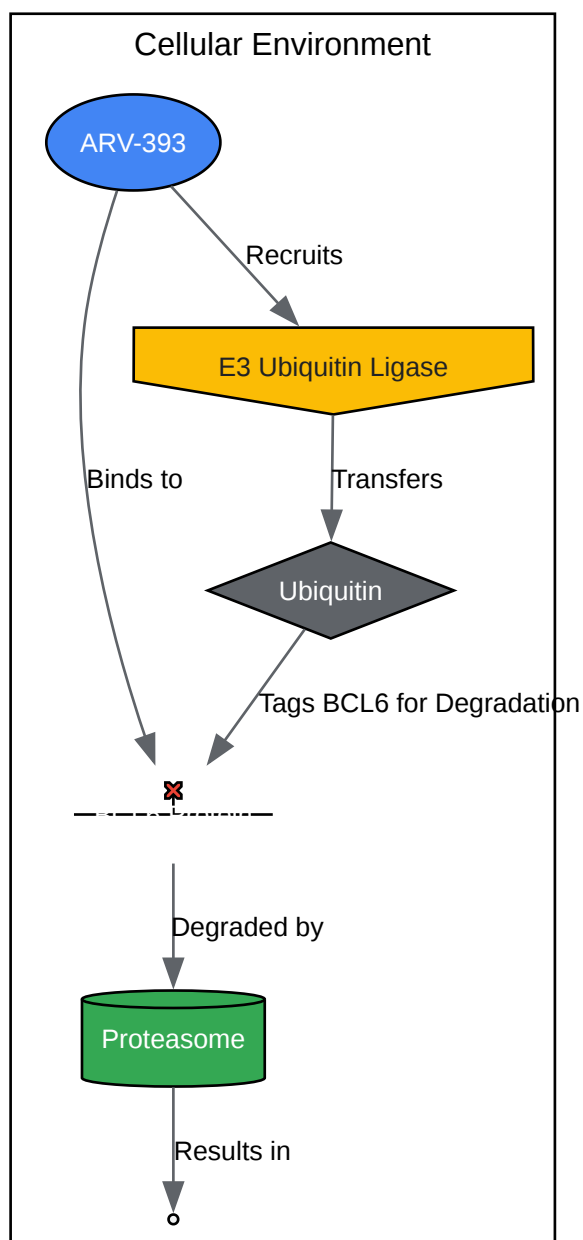 Cellular Environment
ARV-393
Recruits
E3 Ubiquitin Ligase
Binds to
Transfers
Ubiquitin
Tags BCL6 for Degradation
Degraded by
Proteasome
Results in